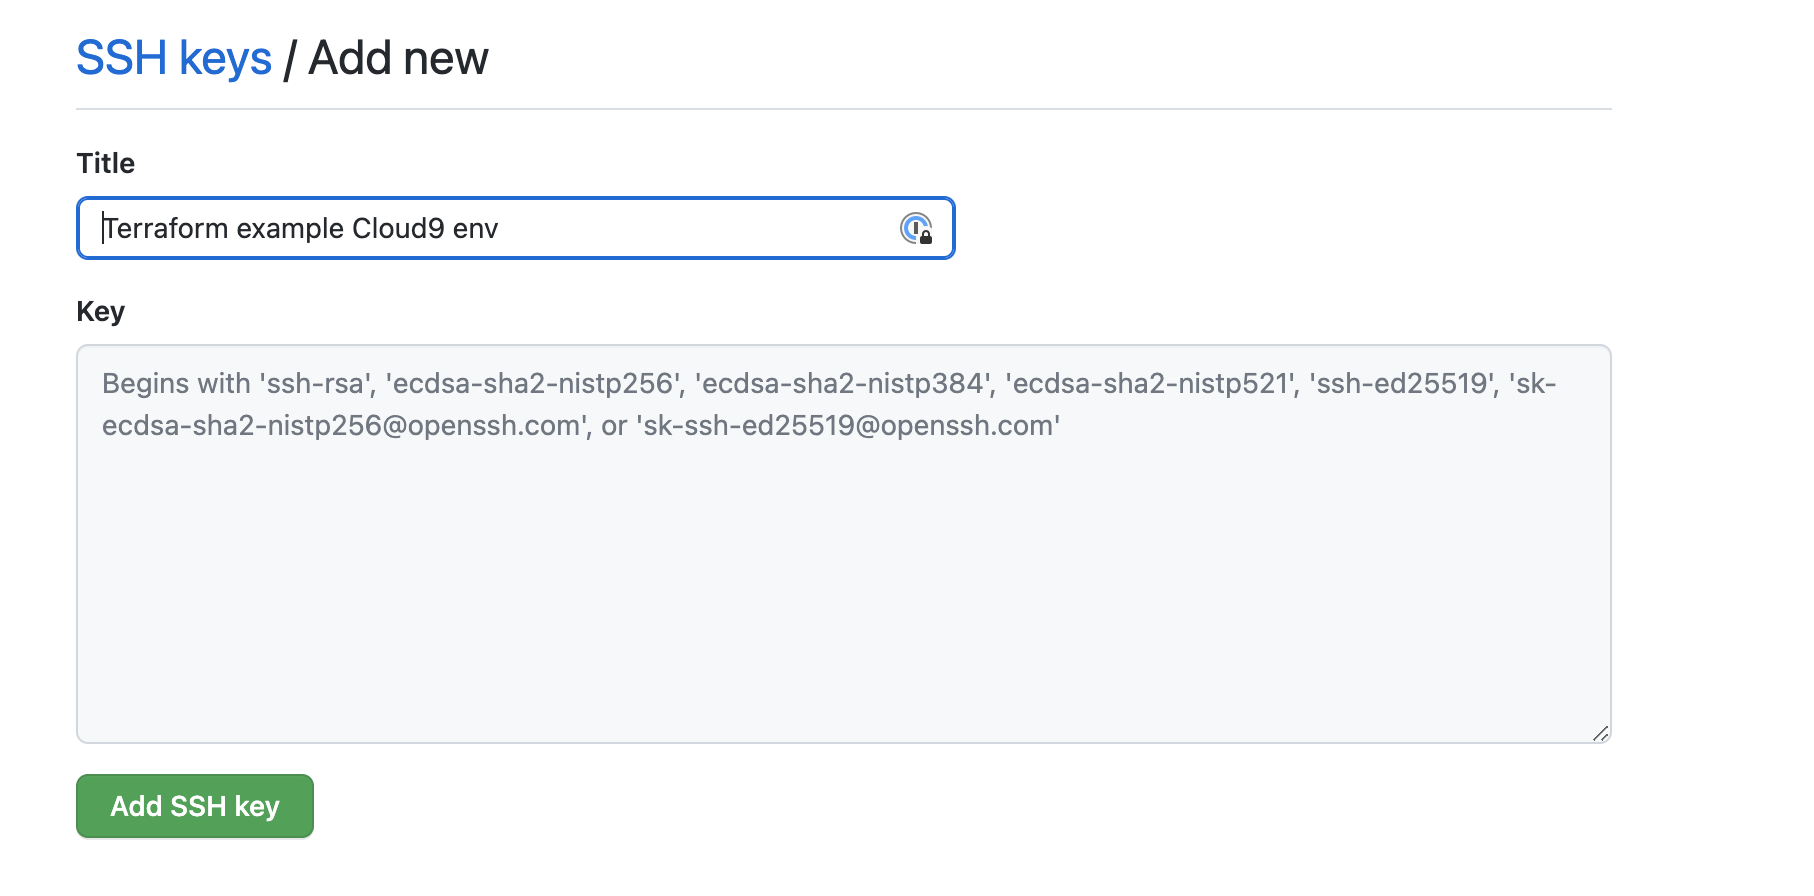 SSH keys / Add new
Title
Terraform example Cloud9 env
Key
Begins with 'ssh-rsa', 'ecdsa-sha2-nistp256', 'ecdsa-sha2-nistp384', 'ecdsa-sha2-nistp521', 'ssh-ed25519', 'sk-
ecdsa-sha2-nistp256@openssh.com', or 'sk-ssh-ed25519@openssh.com'
Add SSH key